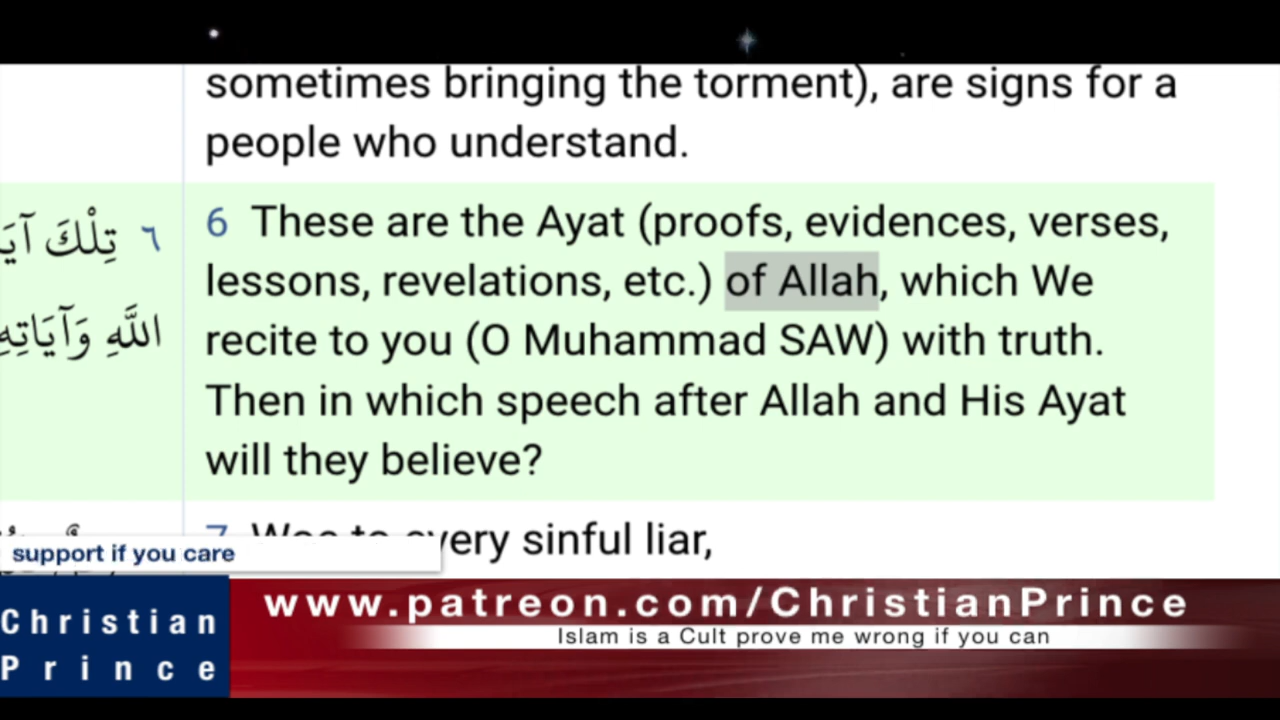 sometimes bringing the torment), are signs for a
people who understand.
6 These are the Ayat (proofs, evidences, verses,
lessons, revelations, etc.) of Allah, which We
recite to you (O Muhammad SAW) with truth.
Then in which speech after Allah and His Ayat
will they believe?
٦ تِلْكَ
اللَّهِ وَآيَاتِهِ
every sinful liar,
support if you care
Christian
Prince
www.patreon.com/ChristianPrince
Islam is a Cult prove me wrong if you can